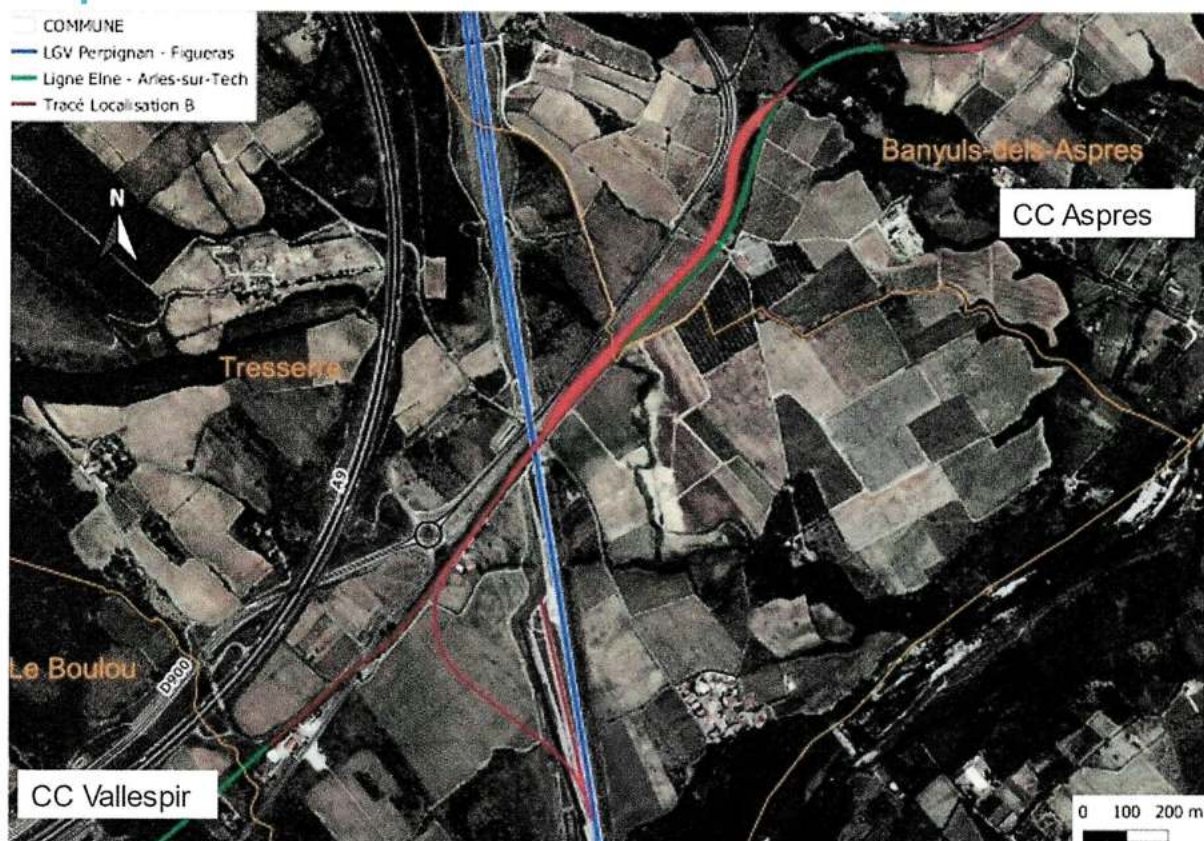 COMMUNE
LGV Perpignan - Figueras
Ligne Elne - Arles-sur-Tech
Tracé Localisation B
Banyuls-dels-Aspres
CC Aspres
N
Tresserre
A9
Le Boulou
D900
CC Vallespir
0 100 200 m